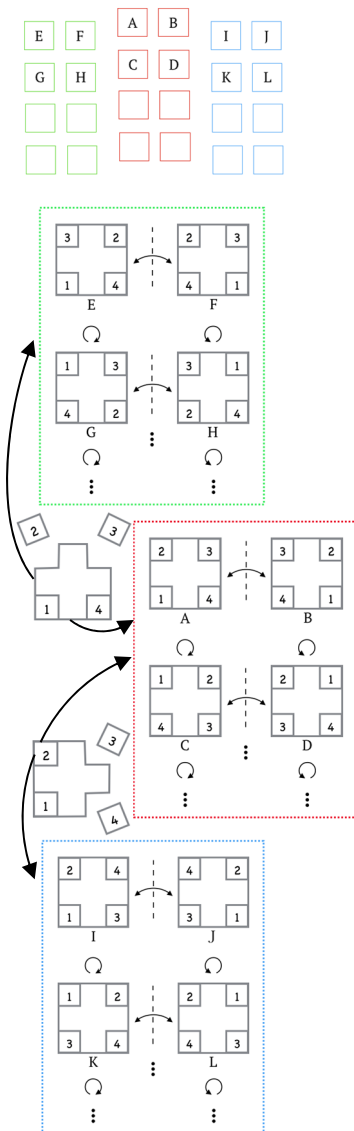 E F A B I J
G H C D K L
3 2 2 3
1 4 4 1
E F
1 3 3 1
4 2 2 4
G H
2 3
1 4
2 3 3 2
1 4 4 1
A B
1 2 2 1
4 3 3 4
C D
2 3
1 4
2 4 4 2
1 3 3 1
I J
1 2 2 1
3 4 4 3
K L